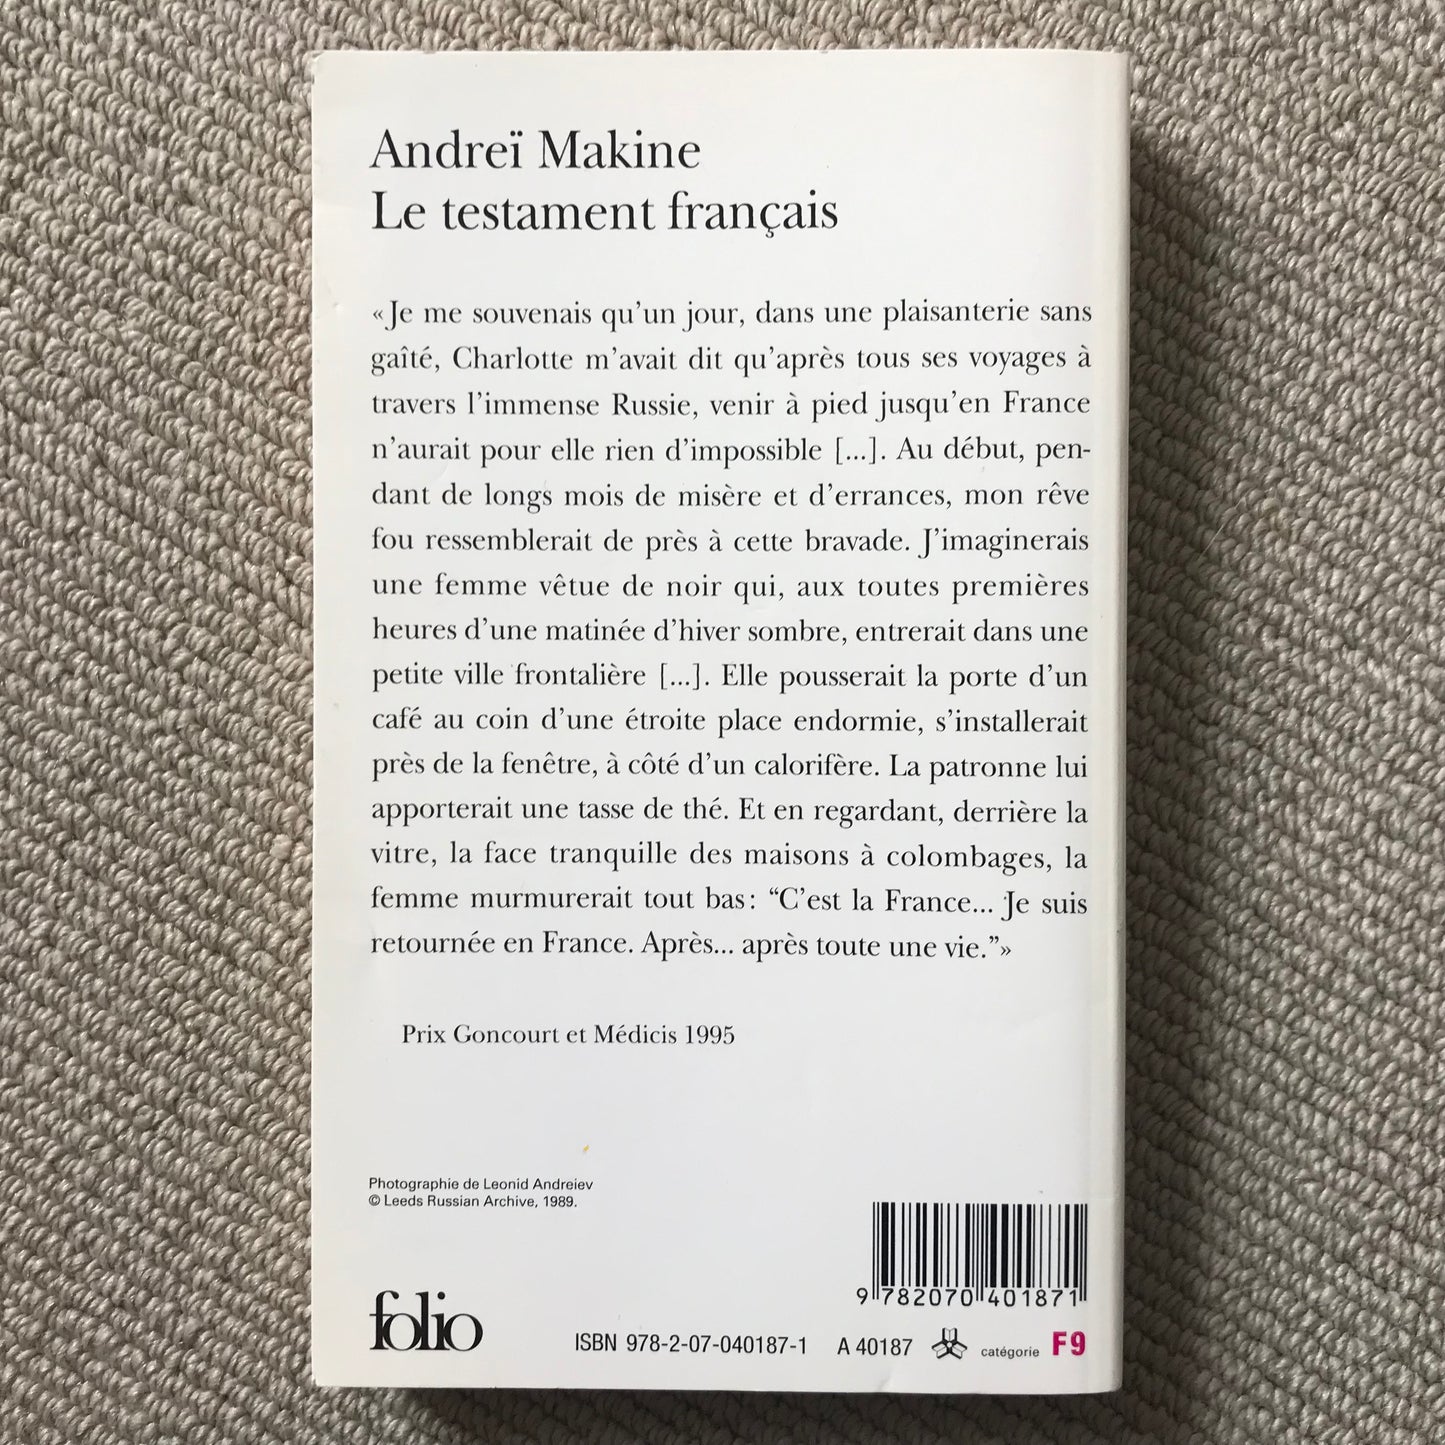 Andreï Makine
Le testament français
«Je me souvenais qu'un jour, dans une plaisanterie sans
gaîté, Charlotte m'avait dit qu'après tous ses voyages à
travers l'immense Russie, venir à pied jusqu'en France
n'aurait pour elle rien d'impossible [...]. Au début, pen-
dant de longs mois de misère et d'errances, mon rêve
fou ressemblerait de près à cette bravade. J'imaginerais
une femme vêtue de noir qui, aux toutes premières
heures d'une matinée d'hiver sombre, entrerait dans une
petite ville frontalière [...]. Elle pousserait la porte d'un
café au coin d'une étroite place endormie, s'installerait
près de la fenêtre, à côté d'un calorifère. La patronne lui
apporterait une tasse de thé. Et en regardant, derrière la
vitre, la face tranquille des maisons à colombages, la
femme murmurerait tout bas: “C'est la France... Je suis
retournée en France. Après... après toute une vie.”»
Prix Goncourt et Médicis 1995
Photographie de Leonid Andreiev
© Leeds Russian Archive, 1989.
9 782070 401871
folio
ISBN 978-2-07-040187-1 A 40187 catégorie F9